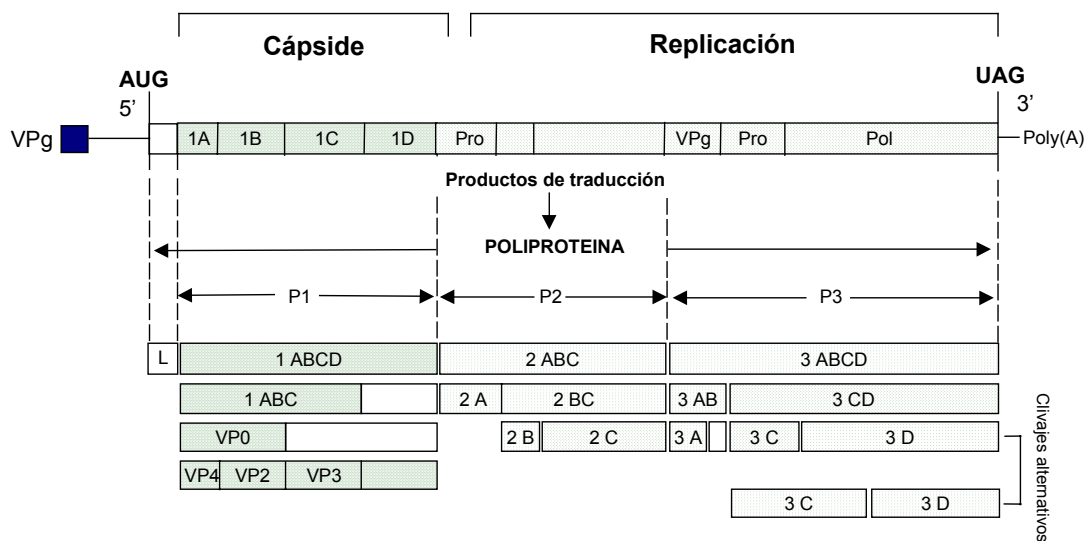 Cápside Replicación
AUG UAG
5’ 3’
VPg 1A 1B 1C 1D Pro VPg Pro Pol Poly(A)
Productos de traducción
POLIPROTEINA
P1 P2 P3
L 1 ABCD 2 ABC 3 ABCD
1 ABC 2 A 2 BC 3 AB 3 CD
VP0 2 B 2 C 3 A 3 C 3 D
VP4 VP2 VP3
3 C 3 D
Clivajes alternativos